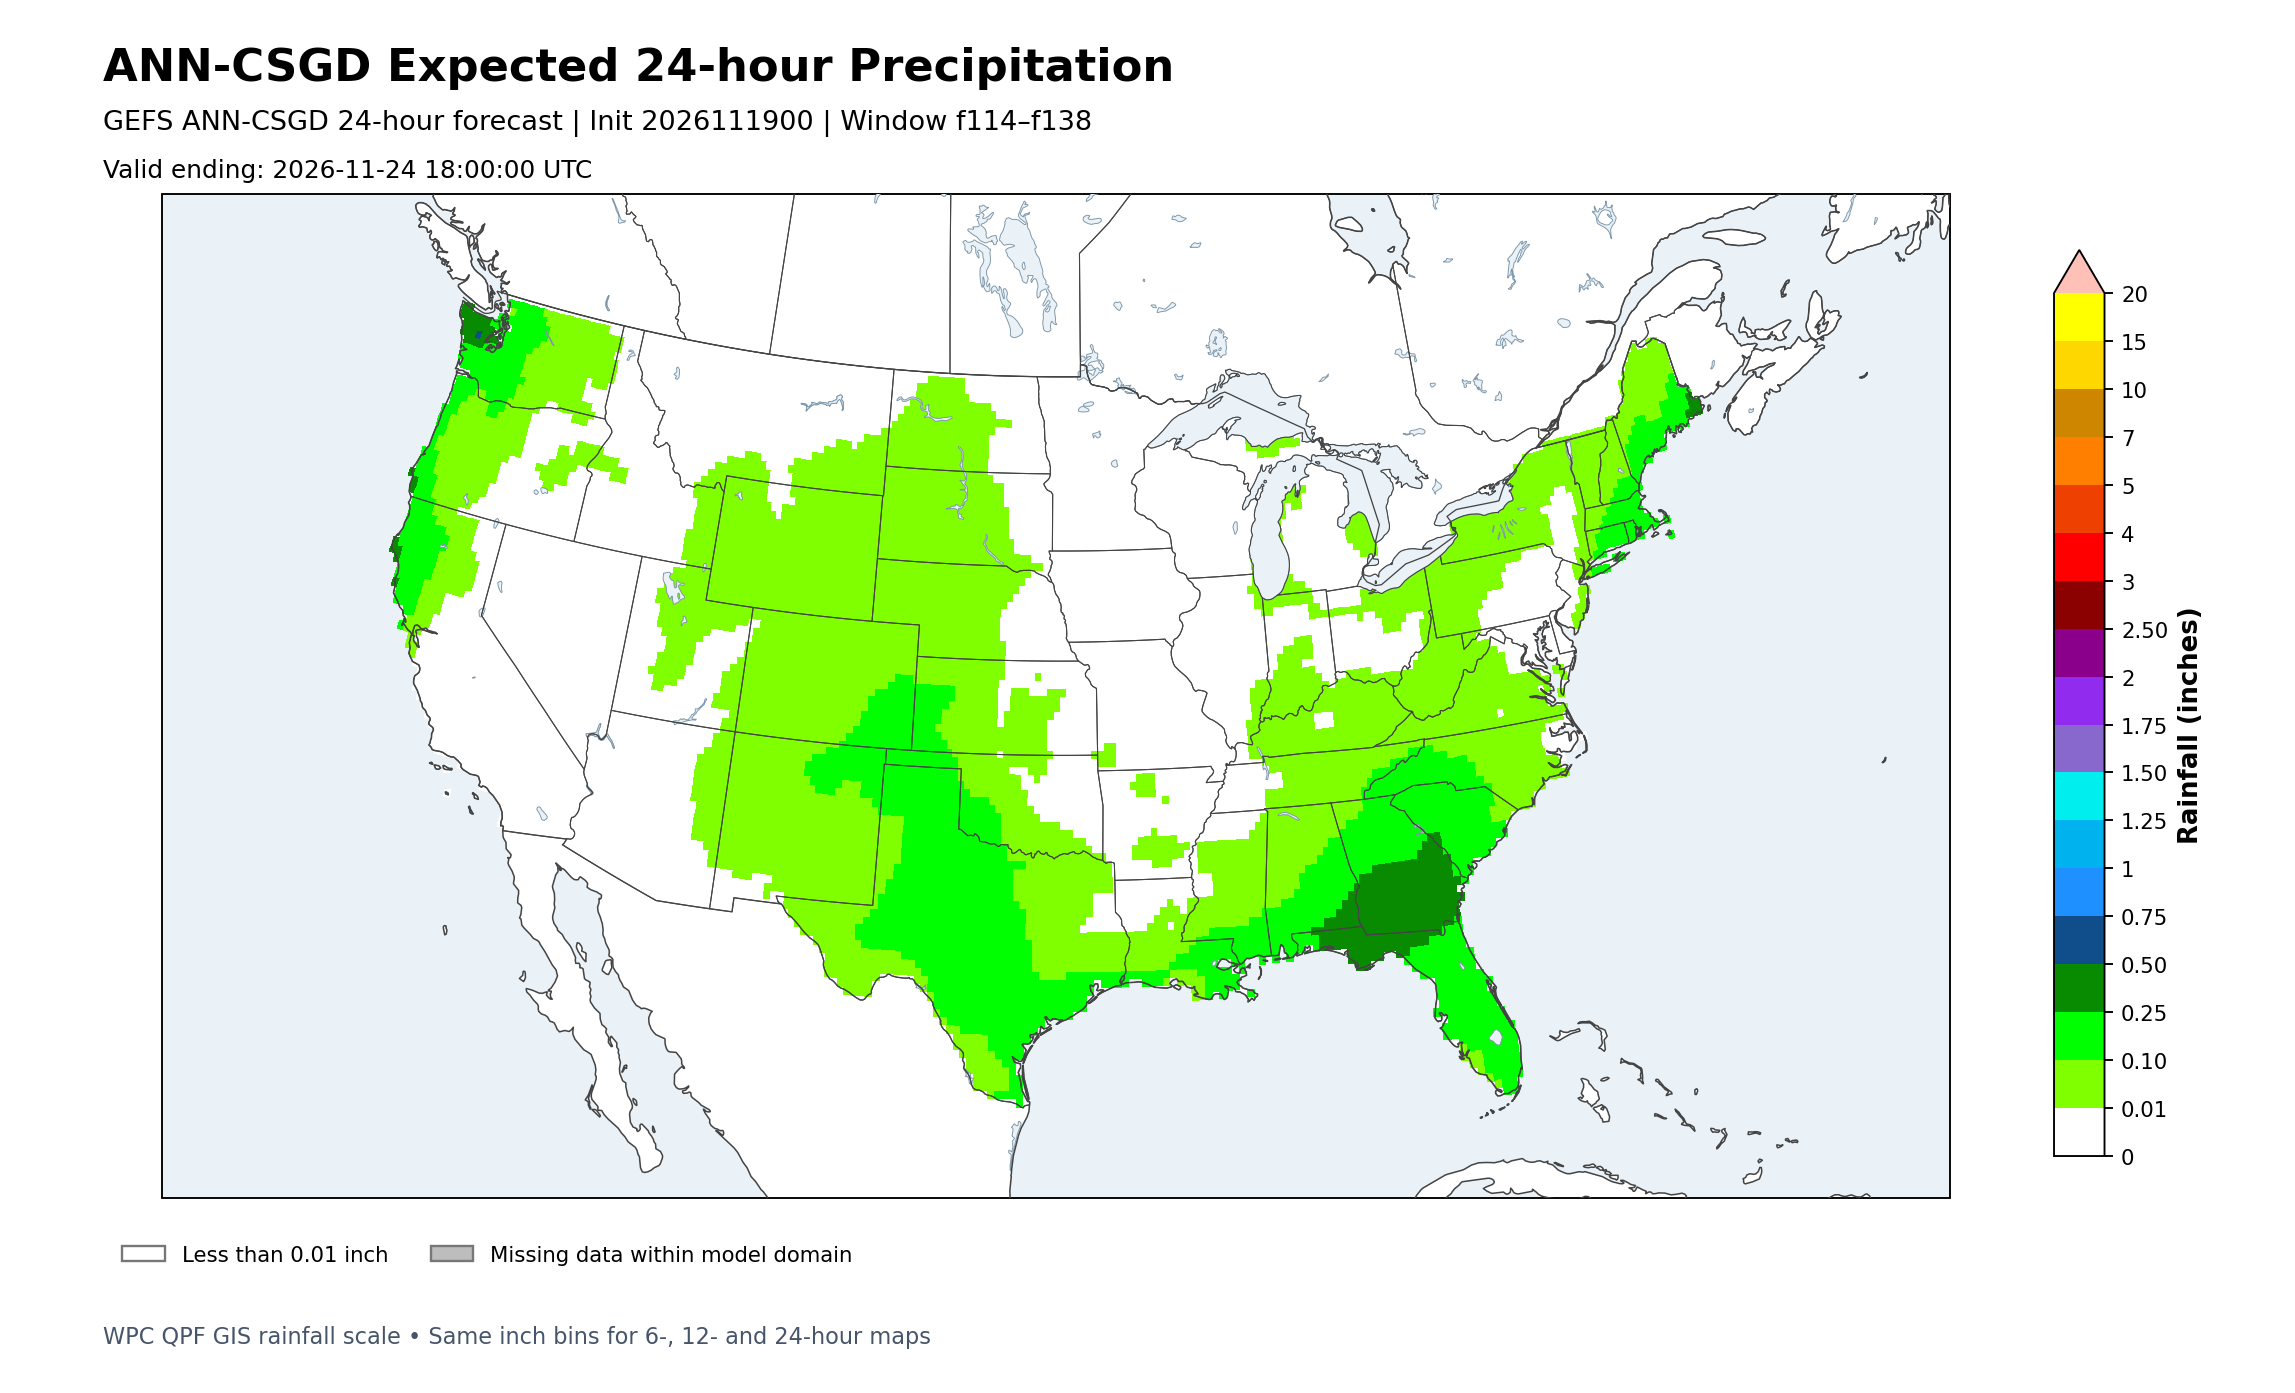 ANN-CSGD Expected 24-hour Precipitation
GEFS ANN-CSGD 24-hour forecast | Init 2026111900 | Window f114–f138
Valid ending: 2026-11-24 18:00:00 UTC
20
15
10
7
5
4
3
2.50
2
1.75
1.50
1.25
1
0.75
0.50
0.25
0.10
0.01
0
Rainfall (inches)
Less than 0.01 inch
Missing data within model domain
WPC QPF GIS rainfall scale • Same inch bins for 6-, 12- and 24-hour maps